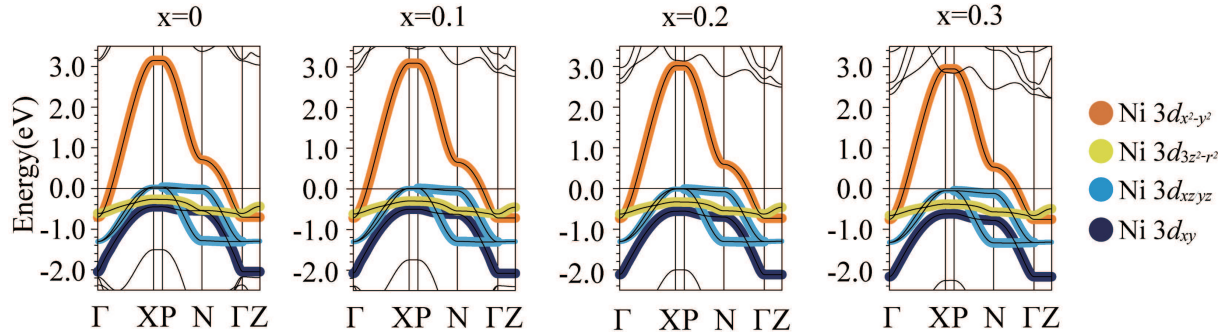 x=0
x=0.1
x=0.2
x=0.3
Energy(eV)
3.0
2.0
1.0
0.0
-1.0
-2.0
Γ XP N ΓZ
3.0
2.0
1.0
0.0
-1.0
-2.0
Γ XP N ΓZ
3.0
2.0
1.0
0.0
-1.0
-2.0
Γ XP N ΓZ
3.0
2.0
1.0
0.0
-1.0
-2.0
Γ XP N ΓZ
Ni 3dx²-y²
Ni 3d3z²-r²
Ni 3dxzyz
Ni 3dxy